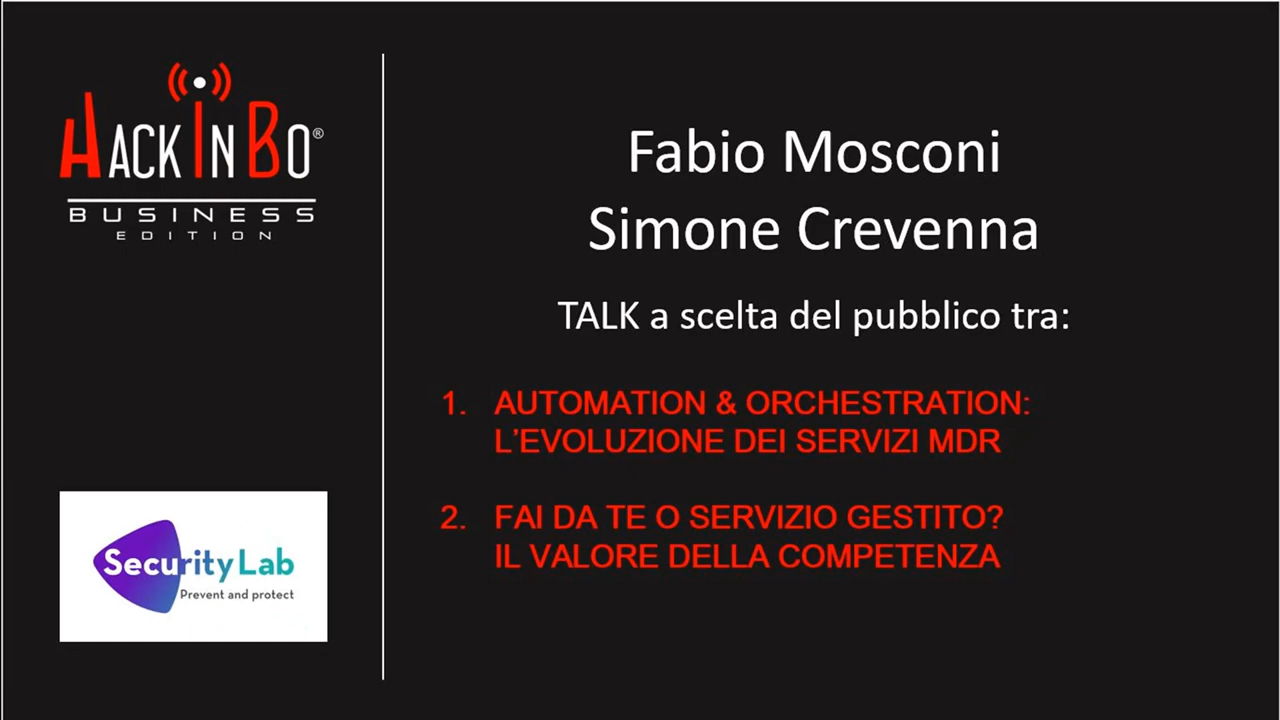 HACKINBO®
BUSINESS
EDITION
Fabio Mosconi
Simone Crevenna
TALK a scelta del pubblico tra:
1. AUTOMATION & ORCHESTRATION:
L'EVOLUZIONE DEI SERVIZI MDR
2. FAI DA TE O SERVIZIO GESTITO?
IL VALORE DELLA COMPETENZA
SecurityLab
Prevent and protect